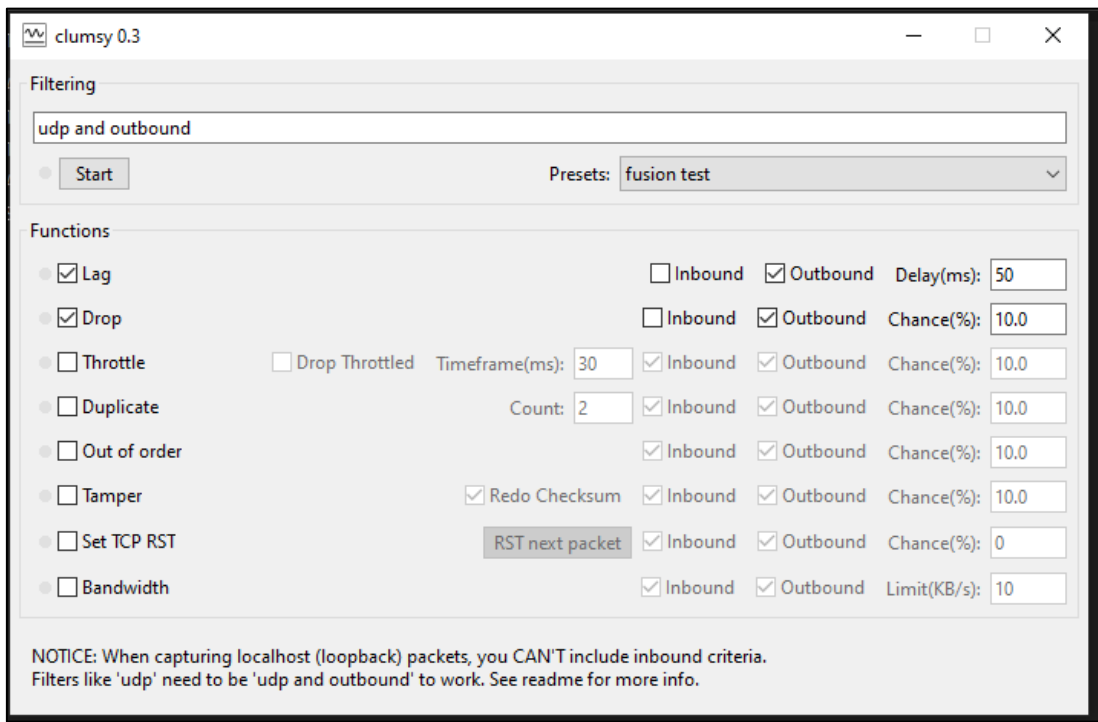 clumsy 0.3
Filtering
udp and outbound
Start Presets: fusion test
Functions
Lag Inbound Outbound Delay(ms): 50
Drop Inbound Outbound Chance(%): 10.0
Throttle Drop Throttled Timeframe(ms): 30 Inbound Outbound Chance(%): 10.0
Duplicate Count: 2 Inbound Outbound Chance(%): 10.0
Out of order Inbound Outbound Chance(%): 10.0
Tamper Redo Checksum Inbound Outbound Chance(%): 10.0
Set TCP RST RST next packet Inbound Outbound Chance(%): 0
Bandwidth Inbound Outbound Limit(KB/s): 10
NOTICE: When capturing localhost (loopback) packets, you CAN'T include inbound criteria.
Filters like 'udp' need to be 'udp and outbound' to work. See readme for more info.